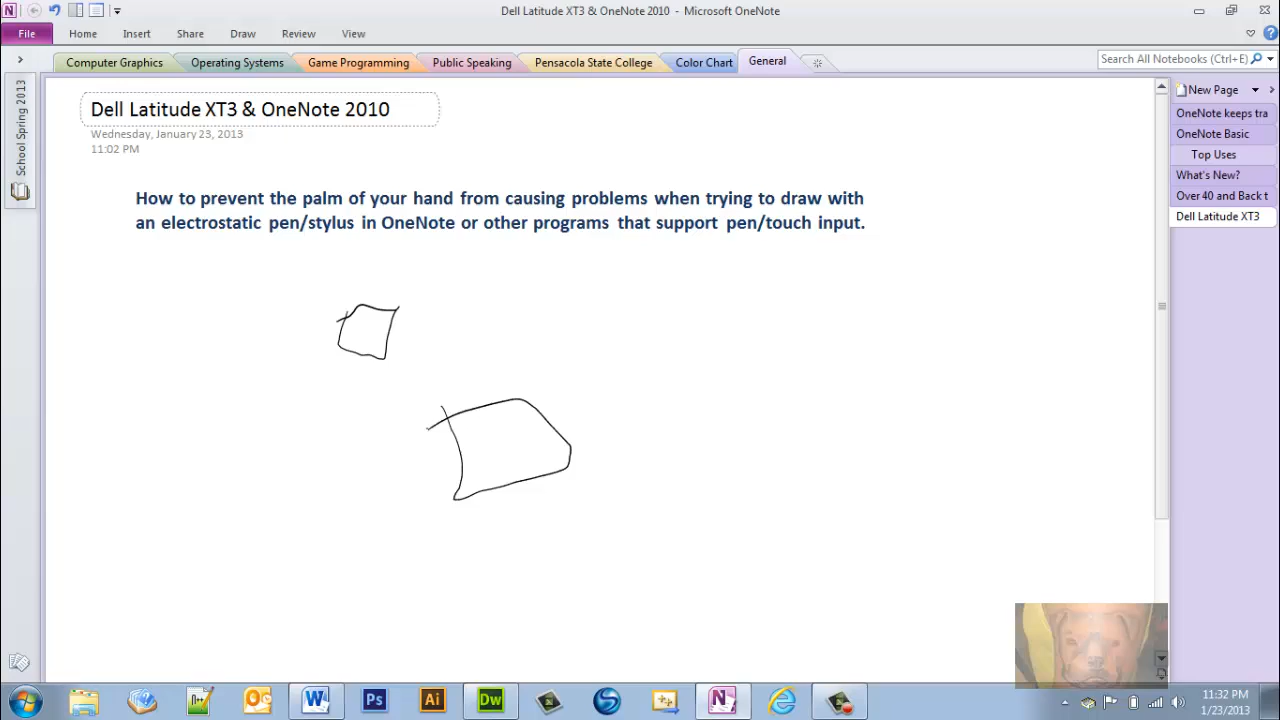 Dell Latitude XT3 & OneNote 2010 - Microsoft OneNote
File Home Insert Share Draw Review View
Computer Graphics Operating Systems Game Programming Public Speaking Pensacola State College Color Chart General
Search All Notebooks (Ctrl+E)
School Spring 2013
Dell Latitude XT3 & OneNote 2010
Wednesday, January 23, 2013
11:02 PM
How to prevent the palm of your hand from causing problems when trying to draw with
an electrostatic pen/stylus in OneNote or other programs that support pen/touch input.
New Page
OneNote keeps tra
OneNote Basic
Top Uses
What's New?
Over 40 and Back t
Dell Latitude XT3
W Ps Ai Dw N
11:32 PM
1/23/2013